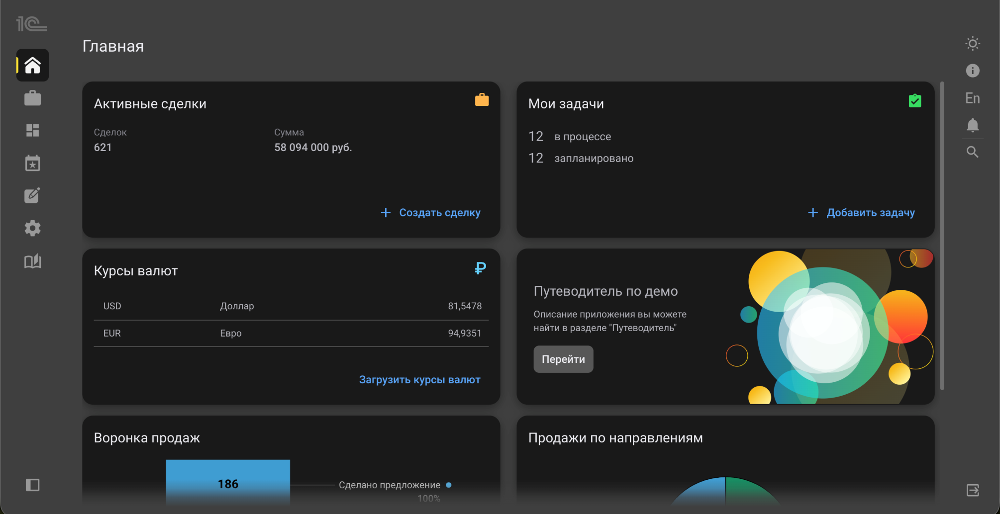 1С
Главная
En
Активные сделки
Сделок
Сумма
621
58 094 000 руб.
Создать сделку
Мои задачи
12 в процессе
12 запланировано
Добавить задачу
Курсы валют
₽
USD Доллар 81,5478
EUR Евро 94,9351
Загрузить курсы валют
Путеводитель по демо
Описание приложения вы можете
найти в разделе "Путеводитель"
Перейти
Воронка продаж
186
Сделано предложение
100%
Продажи по направлениям